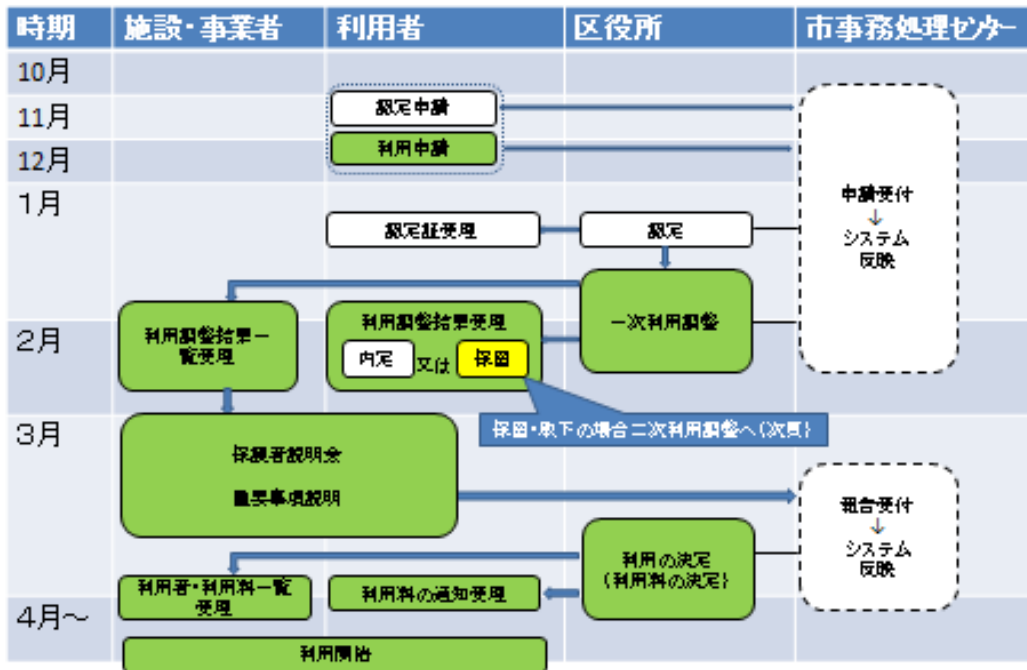 時期 施設・事業者 利用者 区役所 市事務処理センター
10月
11月
12月
1月
2月
3月
4月～
認定申請
利用申請
申請受付
↓
システム
反映
認定証受理
認定
一次利用調整
利用調整結果一
覧受理
利用調整結果受理
内定 又は 保留
保留・取下の場合二次利用調整へ(次頁)
保護者説明会
重要事項説明
報告受付
↓
システム
反映
利用の決定
(利用料の決定)
利用者・利用料一覧
受理
利用料の通知受理
利用開始